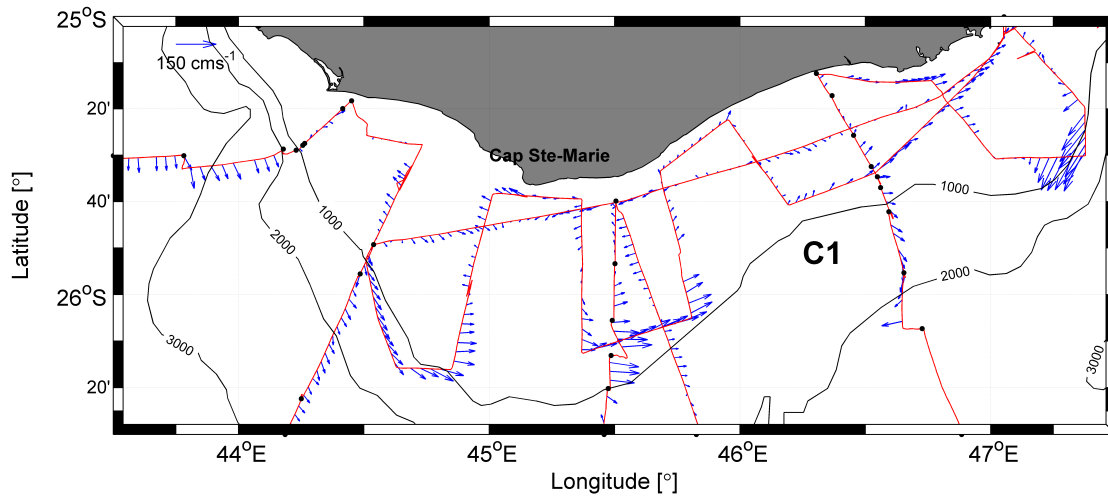 25°S
150 cms⁻¹
20'
Cap Ste-Marie
40'
1000
1000
C1
2000
2000
26°S
3000
3000
20'
44°E
45°E
46°E
47°E
Latitude [°]
Longitude [°]